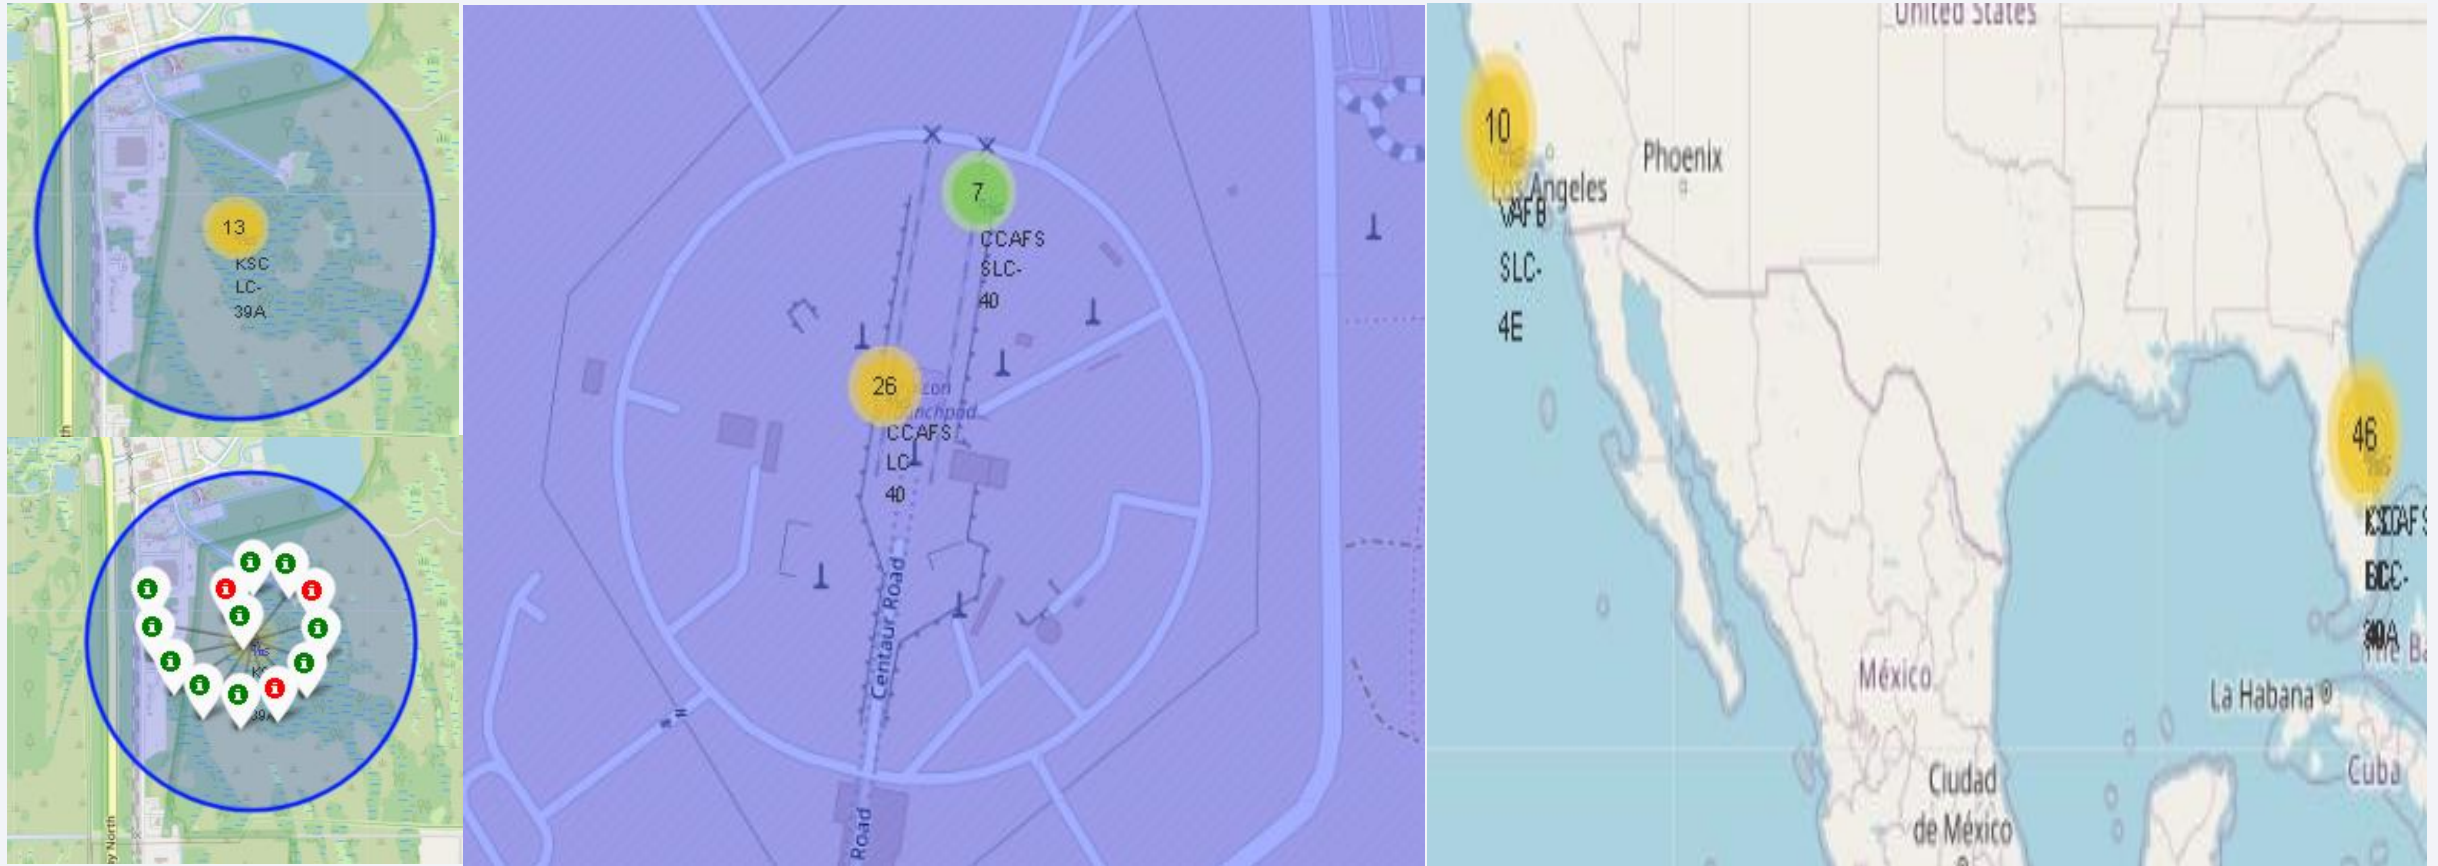 13
KSC
LC-
39A
7
CCAFS
SLC-
40
26
CCAFS
LC-
40
Centaur Road
Road
United States
10
Phoenix
Los Angeles
VAFB
SLC-
4E
46
México
La Habana
Cuba
Ciudad
de México